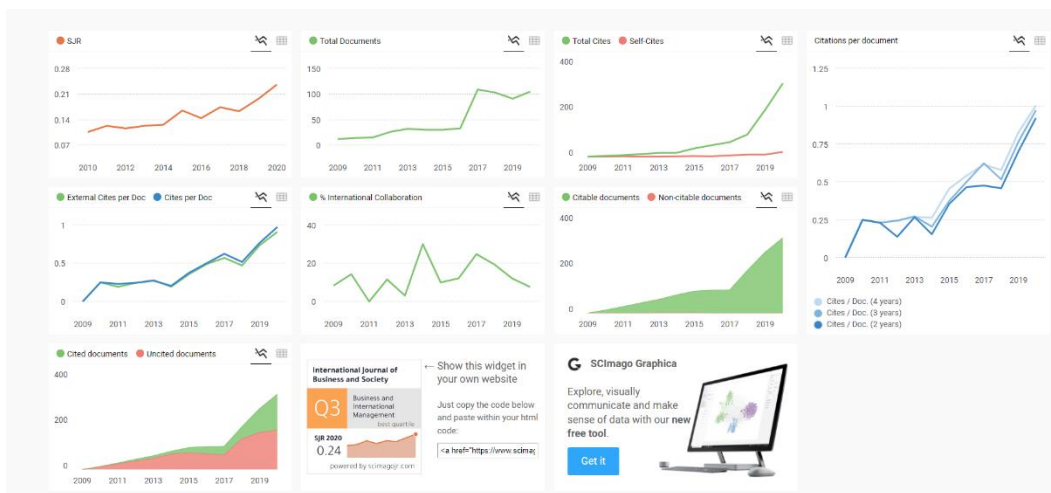 SJR
0.28
0.21
0.14
0.07
2010 2012 2014 2016 2018 2020
Total Documents
150
100
50
0
2009 2011 2013 2015 2017 2019
Total Cites Self-Cites
400
200
0
2009 2011 2013 2015 2017 2019
Citations per document
1.25
1
0.75
0.5
0.25
0
2009 2011 2013 2015 2017 2019
Cites / Doc. (4 years)
Cites / Doc. (3 years)
Cites / Doc. (2 years)
External Cites per Doc Cites per Doc
1
0.5
0
2009 2011 2013 2015 2017 2019
% International Collaboration
40
20
0
2009 2011 2013 2015 2017 2019
Citable documents Non-citable documents
400
200
0
2009 2011 2013 2015 2017 2019
Cited documents Uncited documents
400
200
0
2009 2011 2013 2015 2017 2019
International Journal of
Business and Society
Q3
Business and
International
Management
best quartile
SJR 2020
0.24
powered by scimagojr.com
← Show this widget in
your own website
Just copy the code below
and paste within your html
code:
<a href="https://www.scimag
SCImago Graphica
Explore, visually
communicate and make
sense of data with our new
free tool.
Get it